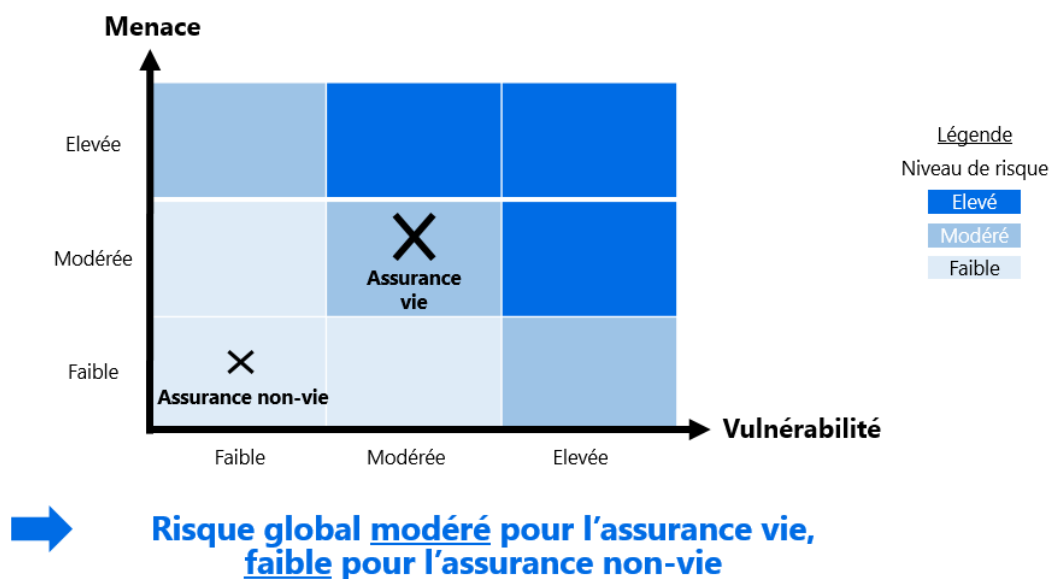 Menace
Elevée
Légende
Niveau de risque
Elevé
Modéré
Faible
Modérée
Assurance
vie
Faible
Assurance non-vie
Vulnérabilité
Faible
Modérée
Elevée
Risque global modéré pour l’assurance vie,
faible pour l’assurance non-vie